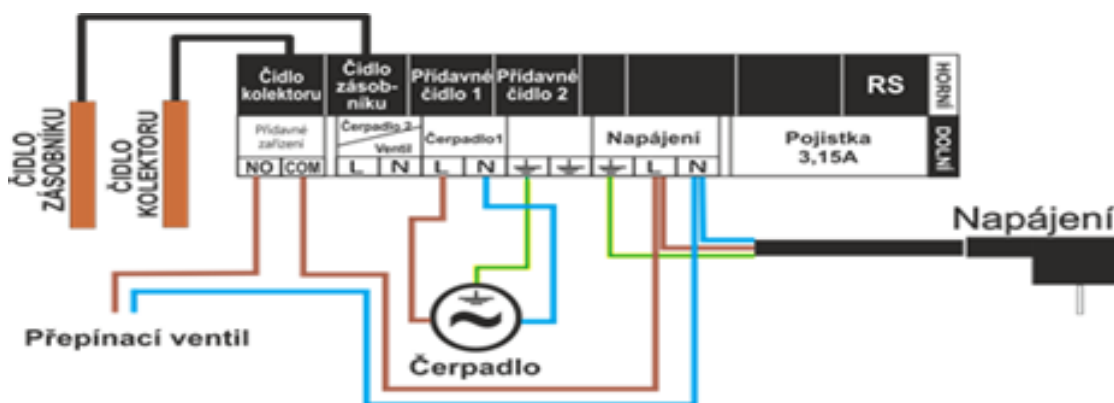 ČIDLO
ZÁSOBNÍKU
ČIDLO
KOLEKTORU
Čidlo
kolektoru
Čidlo
zásob-
níku
Přídavné
čidlo 1
Přídavné
čidlo 2
RS
HORNÍ
Přídavné
zařízení
Čerpadlo 2
Ventil
Čerpadlo1
Napájení
Pojistka
3,15A
DOLNÍ
NO COM L N L N L N
Napájení
Přepínací ventil
Čerpadlo